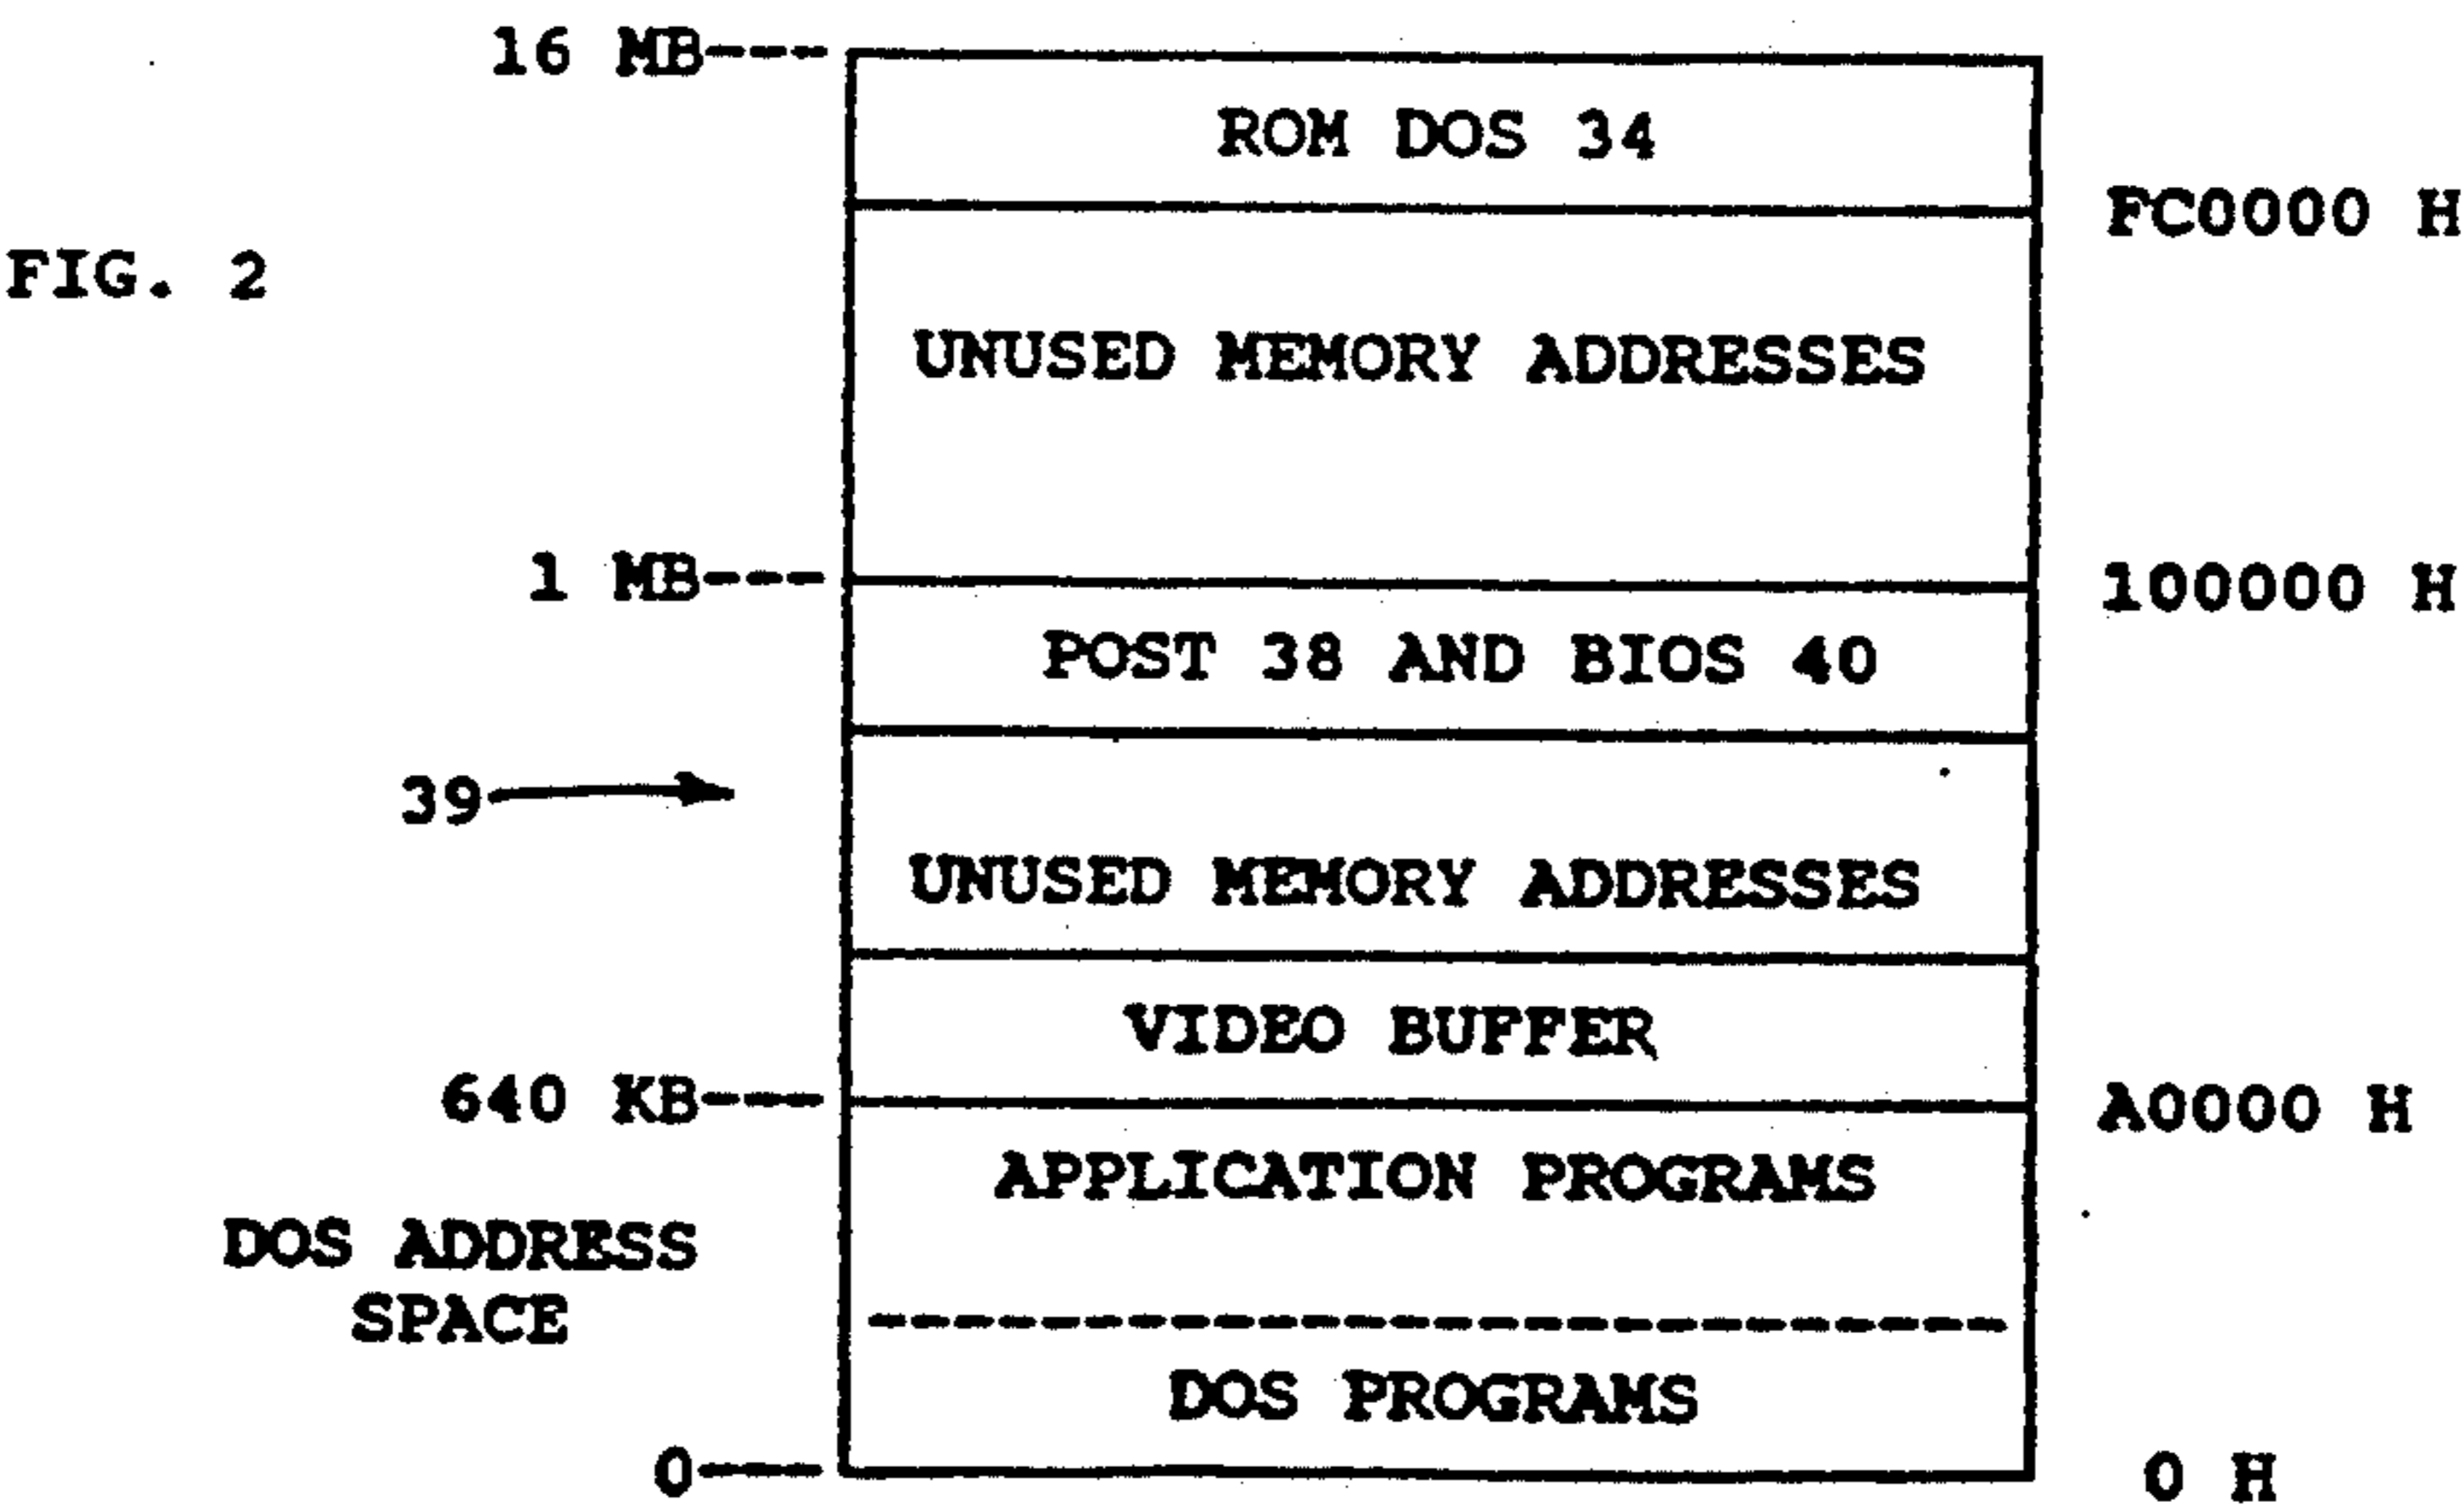 16 MB----
ROM DOS 34
FC0000 H
FIG. 2
UNUSED MEMORY ADDRESSES
1 MB---
100000 H
POST 38 AND BIOS 40
39
UNUSED MEMORY ADDRESSES
VIDEO BUFFER
640 KB---
A0000 H
APPLICATION PROGRAMS
DOS ADDRESS
SPACE
DOS PROGRAMS
0----
0 H